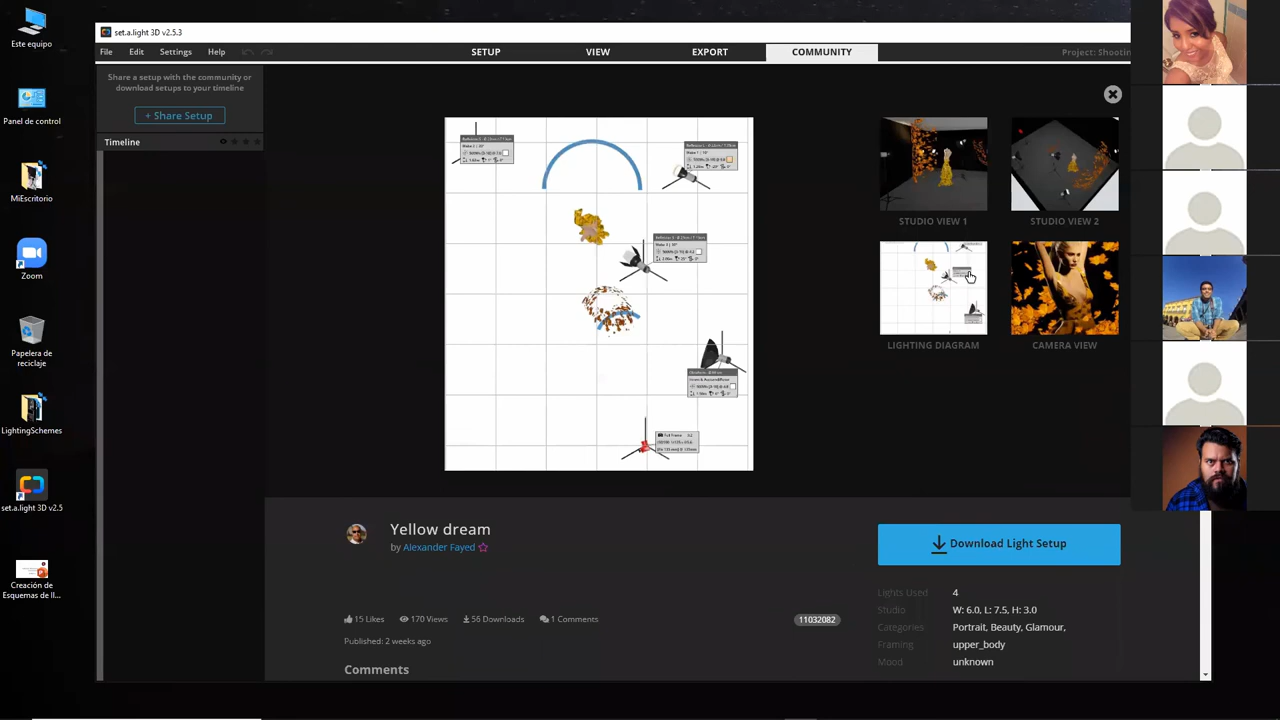 Este equipo
Panel de control
MiEscritorio
Zoom
Papelera de
reciclaje
LightingSchemes
set.a.light 3D v2.5
Creación de
Esquemas de Il...
set.a.light 3D v2.5.3
File Edit Settings Help
SETUP VIEW EXPORT COMMUNITY
Project: Shootin
Share a setup with the community or
download setups to your timeline
+ Share Setup
Timeline
STUDIO VIEW 1
STUDIO VIEW 2
LIGHTING DIAGRAM
CAMERA VIEW
Full Frame
Yellow dream
by Alexander Fayed
15 Likes 170 Views 56 Downloads 1 Comments
11032082
Published: 2 weeks ago
Comments
Download Light Setup
Lights Used 4
Studio W: 6.0, L: 7.5, H: 3.0
Categories Portrait, Beauty, Glamour,
Framing upper_body
Mood unknown